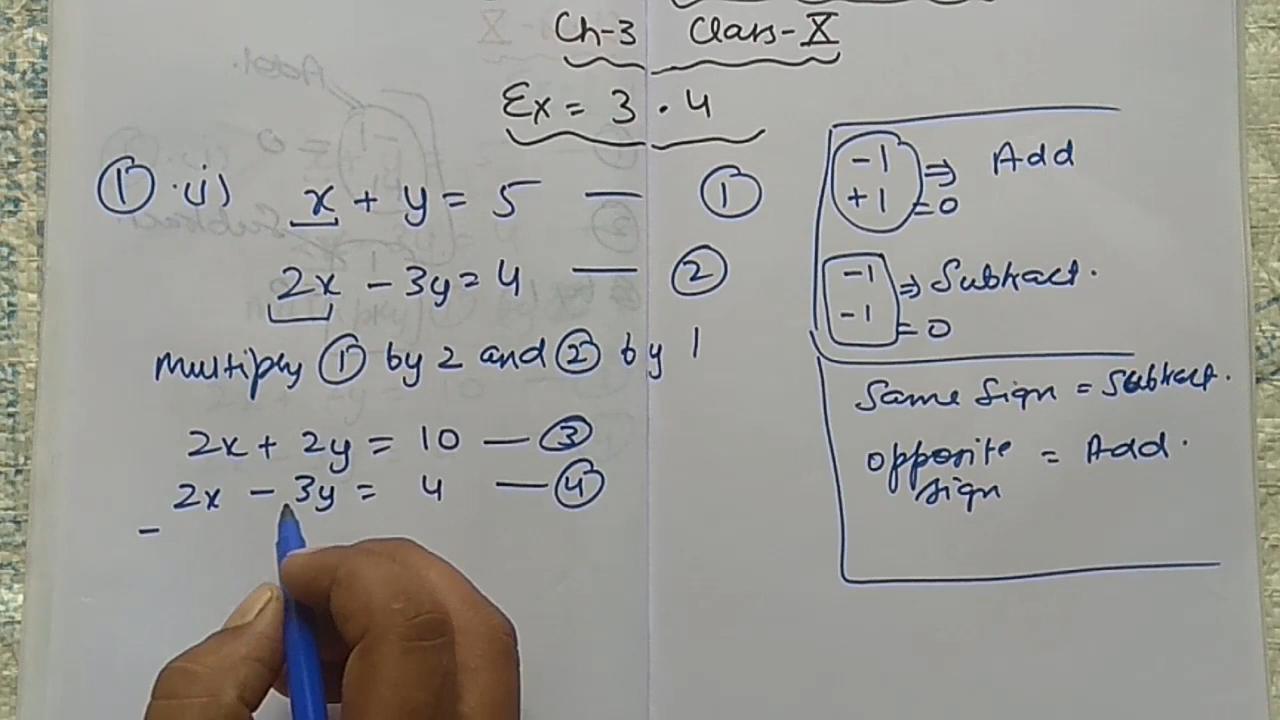 Ch-3 Class-X
Ex = 3.4
① (i) x + y = 5 — ①
2x - 3y = 4 — ②
Multiply ① by 2 and ② by 1
2x + 2y = 10 — ③
2x - 3y = 4 — ④
-
-1
+1 = 0 ⇒ Add
-1
-1 = 0 ⇒ Subtract.
Same Sign = Subtract.
opposite = Add.
sign